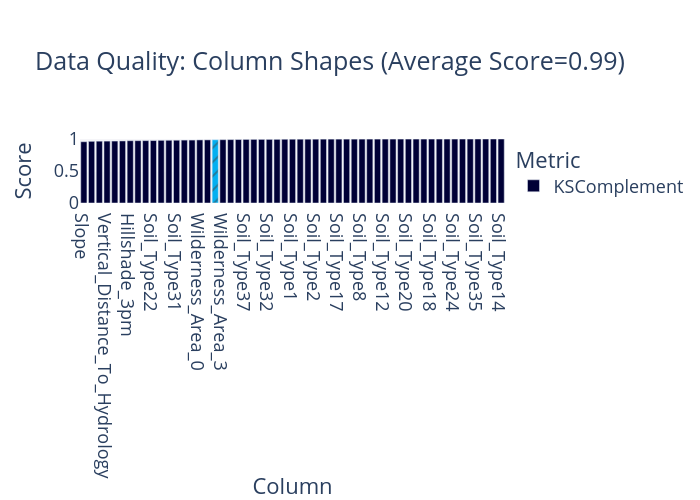 Data Quality: Column Shapes (Average Score=0.99)
Score
1
0.5
0
Metric
KSComplement
Slope
Vertical_Distance_To_Hydrology
Hillshade_3pm
Soil_Type22
Soil_Type31
Wilderness_Area_0
Wilderness_Area_3
Soil_Type37
Soil_Type32
Soil_Type1
Soil_Type2
Soil_Type17
Soil_Type8
Soil_Type12
Soil_Type20
Soil_Type18
Soil_Type24
Soil_Type35
Soil_Type14
Column